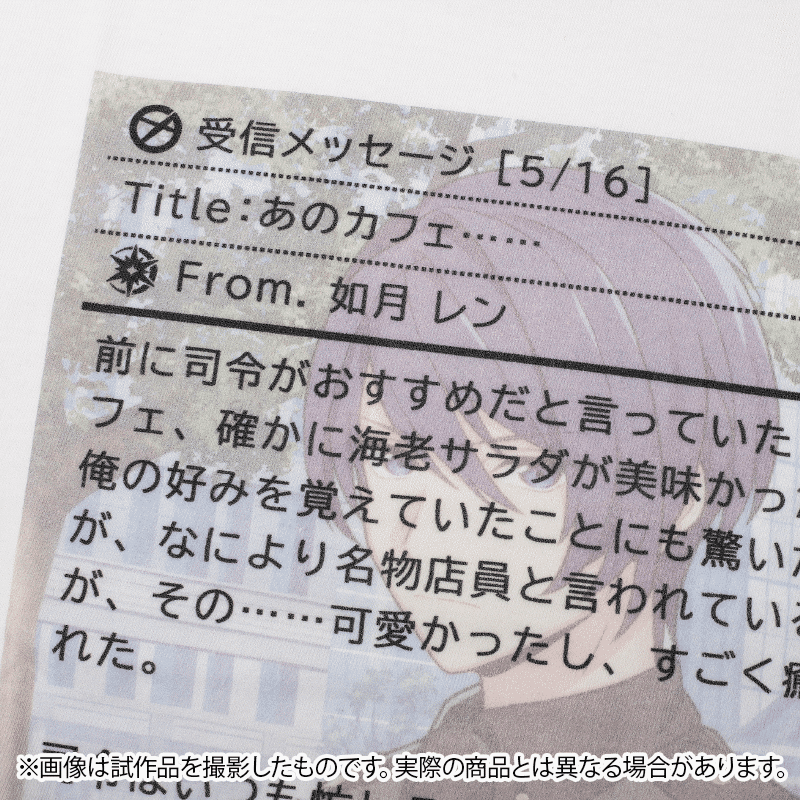 受信メッセージ [5/16]
Title:あのカフェ……
From. 如月 レン
前に司令がおすすめだと言っていた
フェ、確かに海老サラダが美味かっ
俺の好みを覚えていたことにも驚い
が、なにより名物店員と言われている
が、その……可愛かったし、すごく癒
れた。
※画像は試作品を撮影したものです。実際の商品とは異なる場合があります。